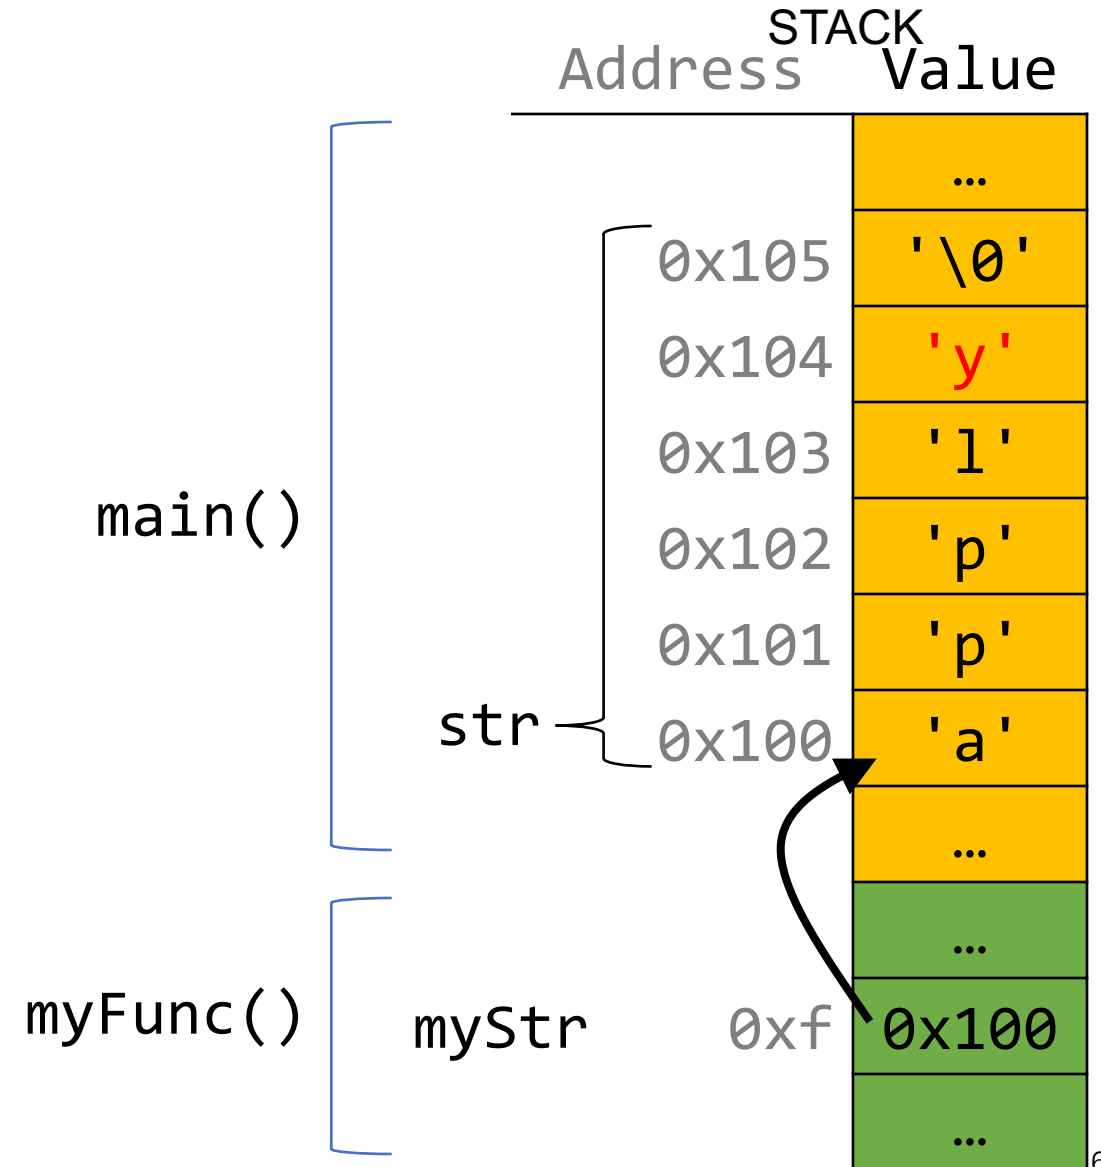 STACK
Address Value
…
0x105 '\0'
0x104 'y'
0x103 'l'
main()
0x102 'p'
0x101 'p'
str 0x100 'a'
…
…
myFunc() myStr 0xf 0x100
…